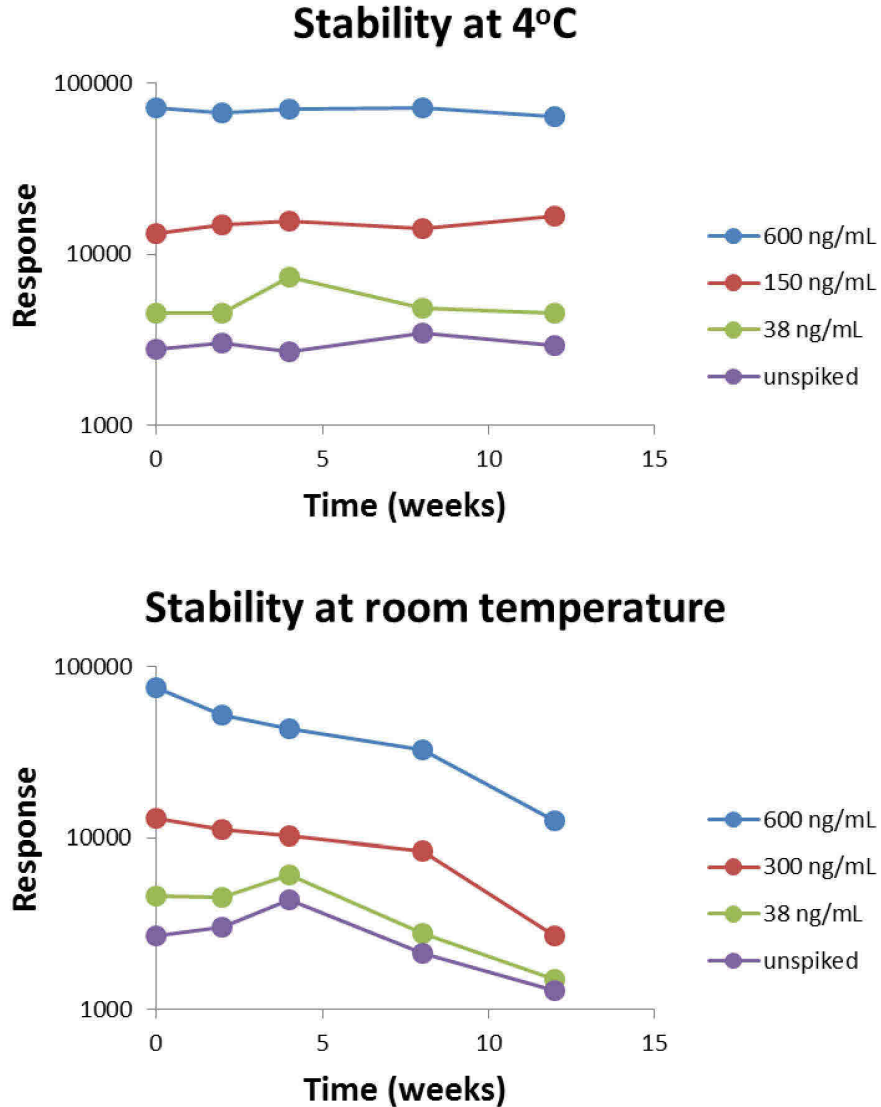 Stability at 4°C
100000
10000
1000
Response
0 5 10 15
Time (weeks)
600 ng/mL
150 ng/mL
38 ng/mL
unspiked
Stability at room temperature
100000
10000
1000
Response
0 5 10 15
Time (weeks)
600 ng/mL
300 ng/mL
38 ng/mL
unspiked